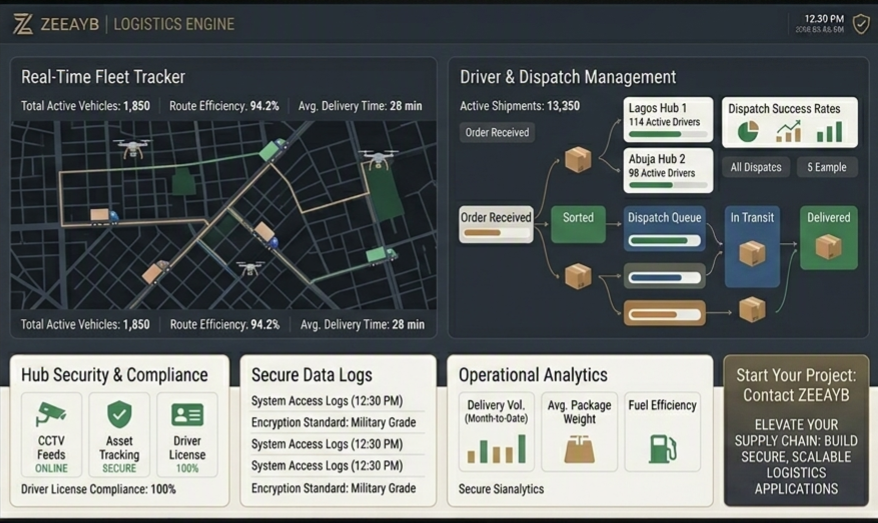 ZEEAYB | LOGISTICS ENGINE
12.30 PM
Real-Time Fleet Tracker
Total Active Vehicles: 1,850
Route Efficiency. 94.2%
Avg. Delivery Time: 28 min
Total Active Vehicles: 1,850
Route Efficiency. 94.2%
Avg. Delivery Time: 28 min
Driver & Dispatch Management
Active Shipments: 13,350
Order Received
Lagos Hub 1
114 Active Drivers
Abuja Hub 2
98 Active Drivers
Dispatch Success Rates
All Dispates
5 Eample
Order Received
Sorted
Dispatch Queue
In Transit
Delivered
Hub Security & Compliance
CCTV
Feeds
ONLINE
Asset
Tracking
SECURE
Driver
License
100%
Driver License Compliance: 100%
Secure Data Logs
System Access Logs (12:30 PM)
Encryption Standard: Military Grade
System Access Logs (12:30 PM)
System Access Logs (12:30 PM)
Encryption Standard: Military Grade
Operational Analytics
Delivery Vol.
(Month-to-Date)
Avg. Package
Weight
Fuel Efficiency
Secure Sianalytics
Start Your Project:
Contact ZEEAYB
ELEVATE YOUR
SUPPLY CHAIN: BUILD
SECURE, SCALABLE
LOGISTICS
APPLICATIONS